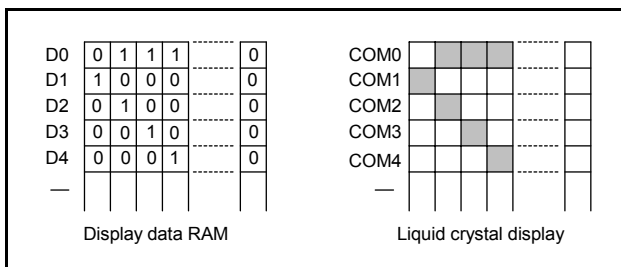 D0 0 1 1 1 0
D1 1 0 0 0 0
D2 0 1 0 0 0
D3 0 0 1 0 0
D4 0 0 0 1 0
—
Display data RAM
COM0
COM1
COM2
COM3
COM4
—
Liquid crystal display